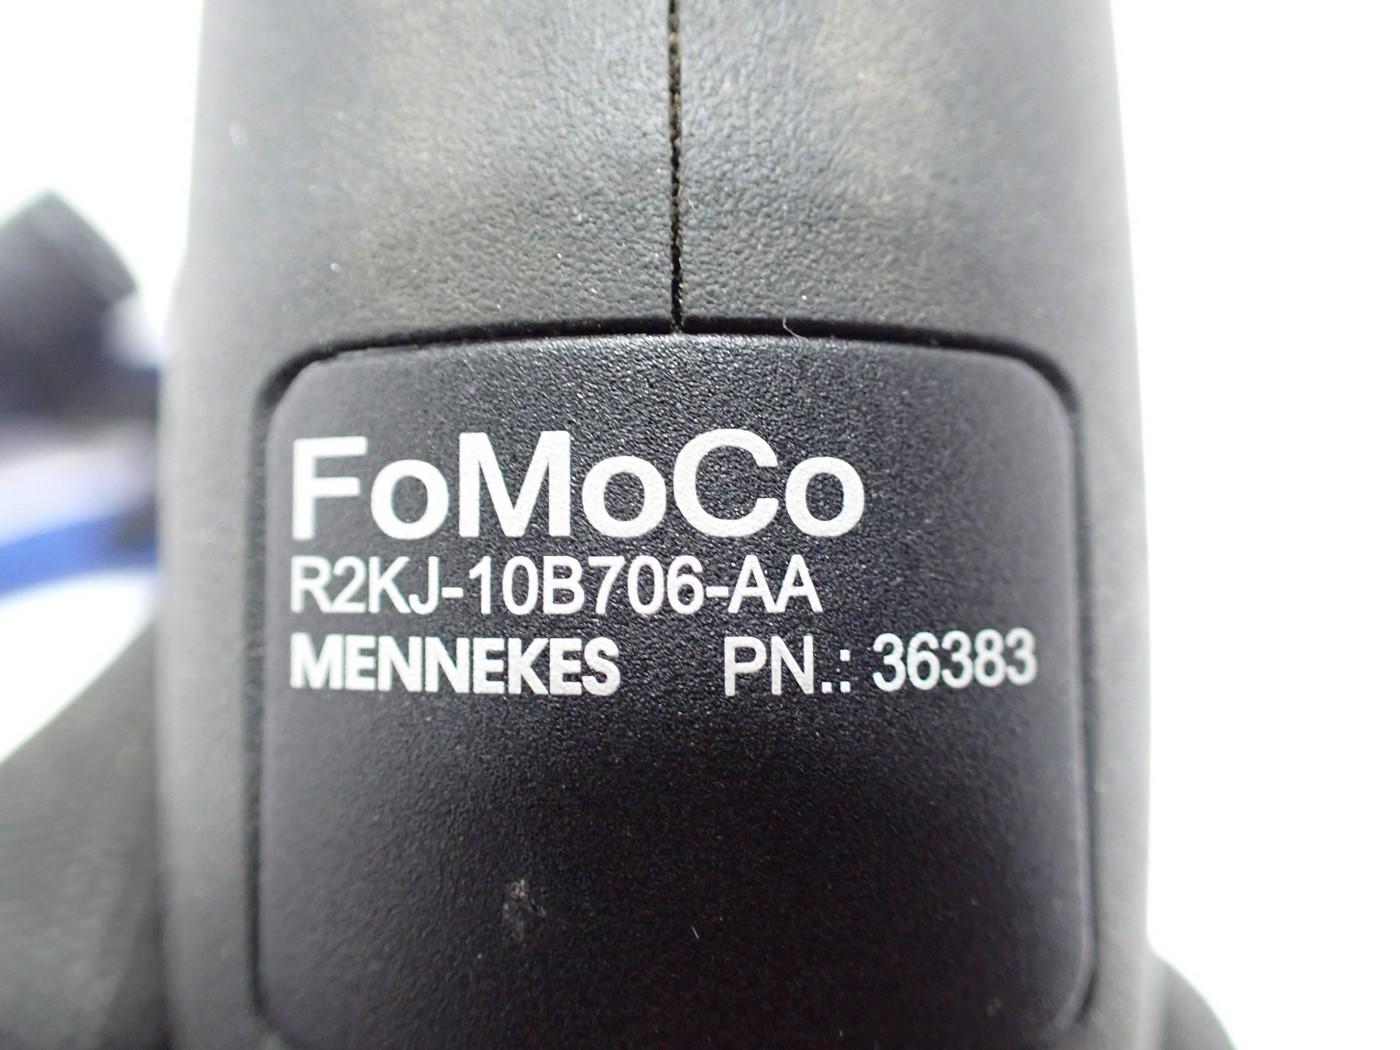 FoMoCo
R2KJ-10B706-AA
MENNEKES PN.: 36383